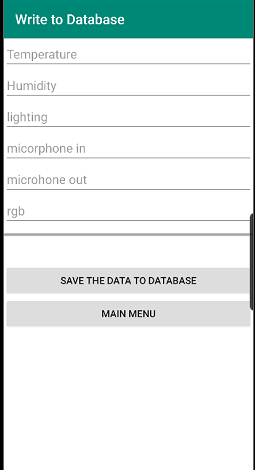 Write to Database
Temperature
Humidity
lighting
micorphone in
microhone out
rgb
SAVE THE DATA TO DATABASE
MAIN MENU